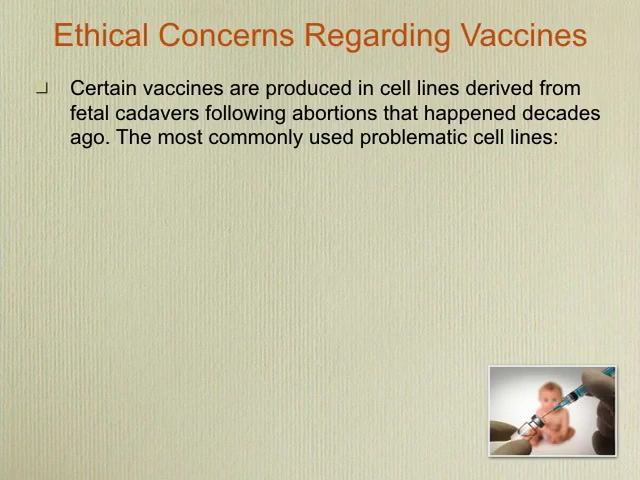 Ethical Concerns Regarding Vaccines
Certain vaccines are produced in cell lines derived from
fetal cadavers following abortions that happened decades
ago. The most commonly used problematic cell lines: